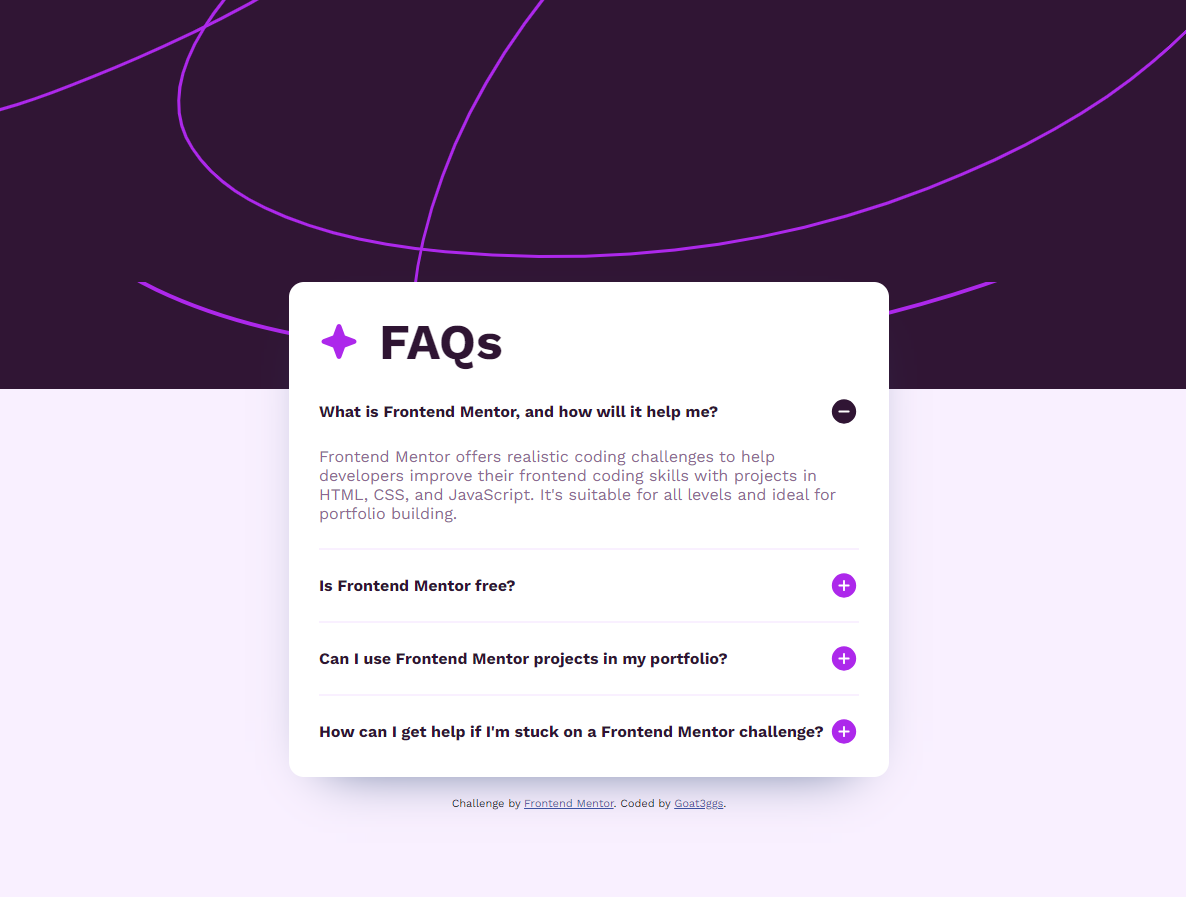 FAQs
What is Frontend Mentor, and how will it help me?
Frontend Mentor offers realistic coding challenges to help
developers improve their frontend coding skills with projects in
HTML, CSS, and JavaScript. It's suitable for all levels and ideal for
portfolio building.
Is Frontend Mentor free?
Can I use Frontend Mentor projects in my portfolio?
How can I get help if I'm stuck on a Frontend Mentor challenge?
Challenge by Frontend Mentor. Coded by Goat3ggs.